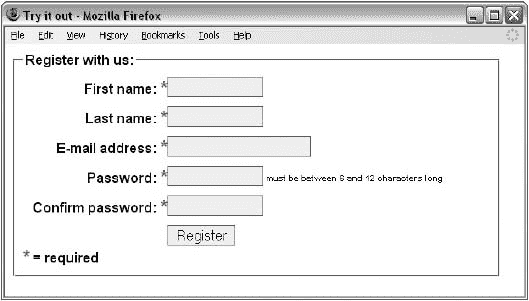 Try it out - Mozilla Firefox
File Edit View History Bookmarks Tools Help
Register with us:
First name: *
Last name: *
E-mail address: *
Password: * must be between 6 and 12 characters long
Confirm password: *
Register
* = required